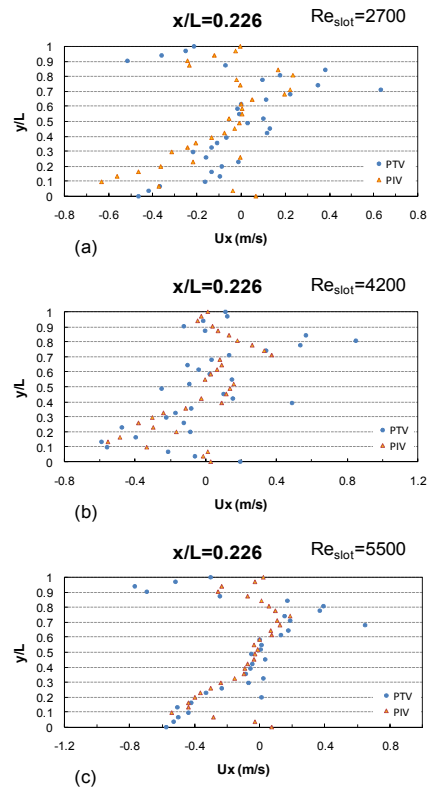 x/L=0.226 Re_slot=2700
y/L
1
0.9
0.8
0.7
0.6
0.5
0.4
0.3
0.2
0.1
0
PTV
PIV
-0.8 -0.6 -0.4 -0.2 0 0.2 0.4 0.6 0.8
Ux (m/s)
(a)
x/L=0.226 Re_slot=4200
y/L
1
0.9
0.8
0.7
0.6
0.5
0.4
0.3
0.2
0.1
0
PTV
PIV
-0.8 -0.4 0 0.4 0.8 1.2
Ux (m/s)
(b)
x/L=0.226 Re_slot=5500
y/L
1
0.9
0.8
0.7
0.6
0.5
0.4
0.3
0.2
0.1
0
PTV
PIV
-1.2 -0.8 -0.4 0 0.4 0.8 1.2
Ux (m/s)
(c)